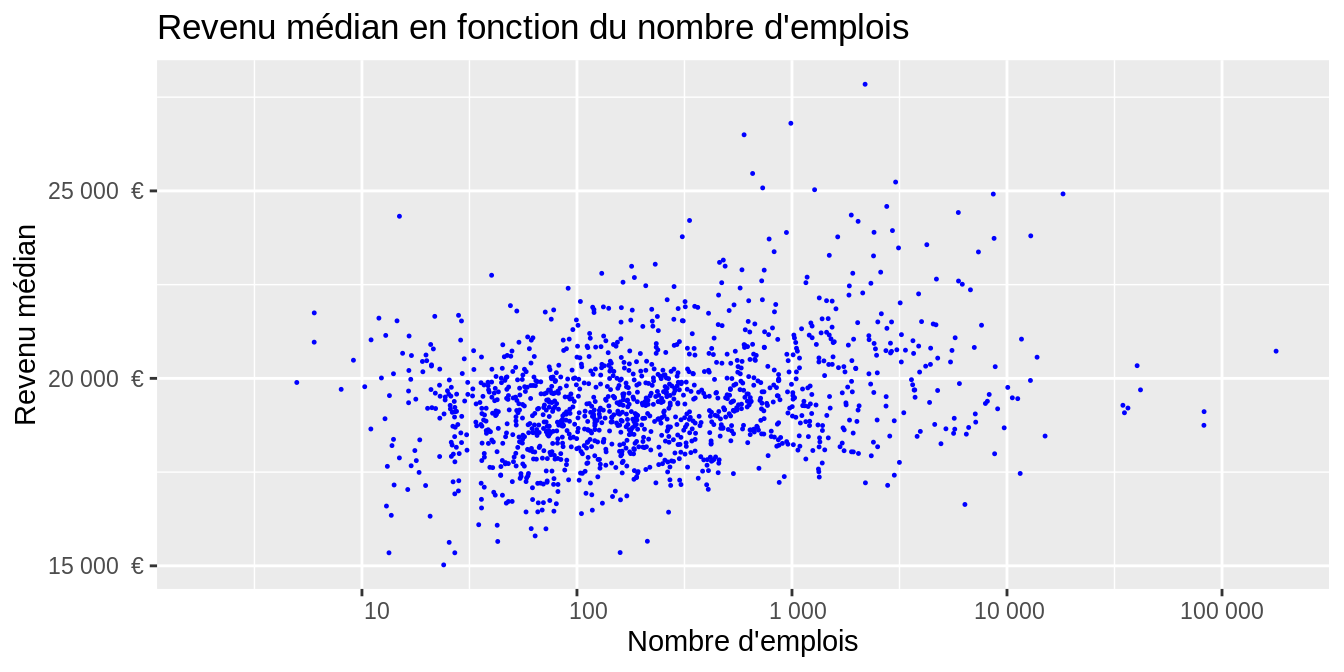 Revenu médian en fonction du nombre d'emplois
Revenu médian
25 000  €
20 000  €
15 000  €
10
100
1 000
10 000
100 000
Nombre d'emplois